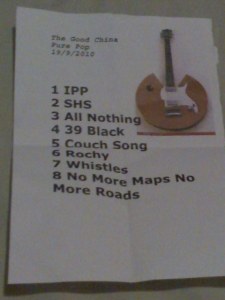 The Good China
Pure Pop
19/3/2010
1 IPP
2 SHS
3 All Nothing
4 39 Black
5 Couch Song
6 Rochy
7 Whistles
8 No More Maps No
More Roads